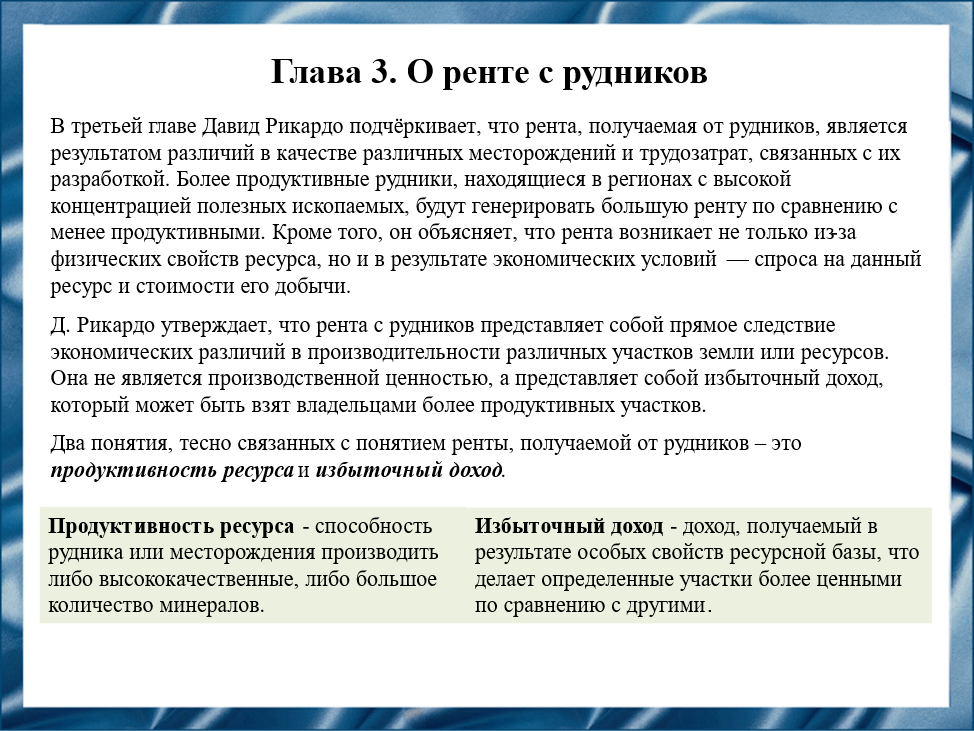 Глава 3. О ренте с рудников
В третьей главе Давид Рикардо подчёркивает, что рента, получаемая от рудников, является
результатом различий в качестве различных месторождений и трудозатрат, связанных с их
разработкой. Более продуктивные рудники, находящиеся в регионах с высокой
концентрацией полезных ископаемых, будут генерировать большую ренту по сравнению с
менее продуктивными. Кроме того, он объясняет, что рента возникает не только из-за
физических свойств ресурса, но и в результате экономических условий — спроса на данный
ресурс и стоимости его добычи.
Д. Рикардо утверждает, что рента с рудников представляет собой прямое следствие
экономических различий в производительности различных участков земли или ресурсов.
Она не является производственной ценностью, а представляет собой избыточный доход,
который может быть взят владельцами более продуктивных участков.
Два понятия, тесно связанных с понятием ренты, получаемой от рудников – это
продуктивность ресурса и избыточный доход.
Продуктивность ресурса - способность
рудника или месторождения производить
либо высококачественные, либо большое
количество минералов.
Избыточный доход - доход, получаемый в
результате особых свойств ресурсной базы, что
делает определенные участки более ценными
по сравнению с другими.